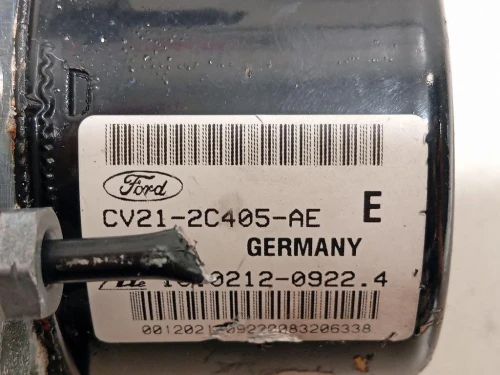 D
Ford
CV21-2C405-AE E
GERMANY
0212-0922.4